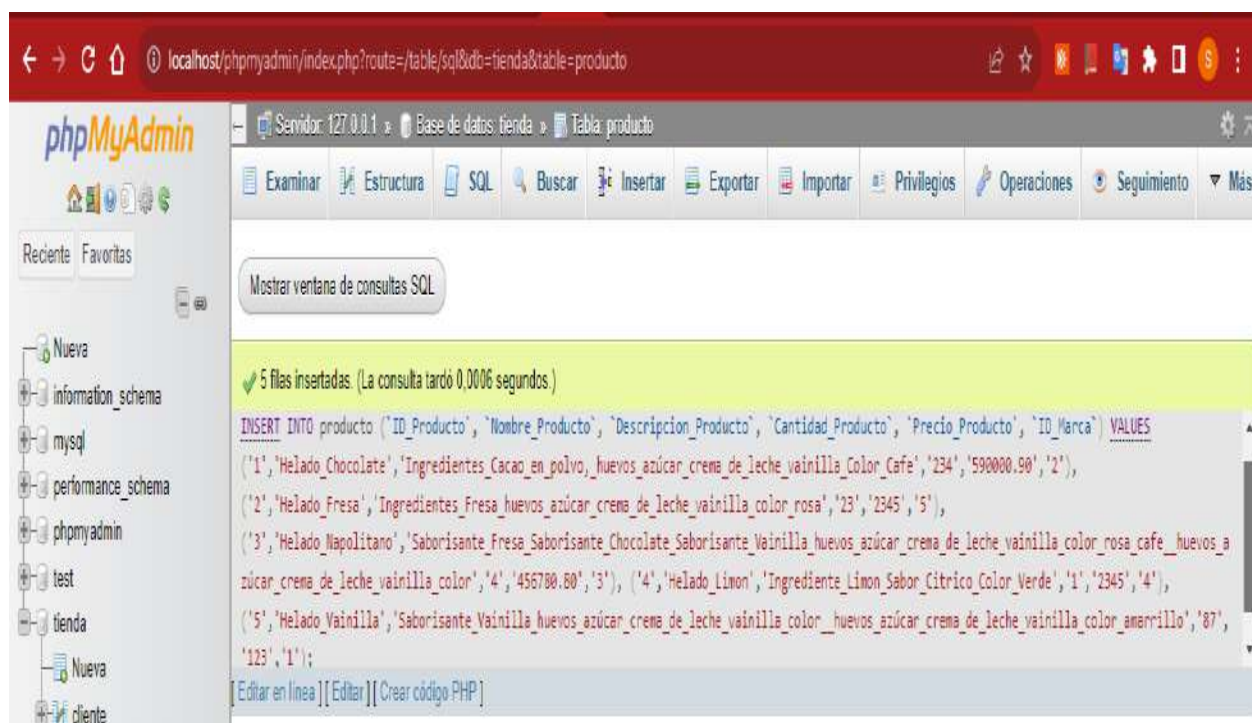 localhost/phpmyadmin/index.php?route=/table/sql&db=tienda&table=producto
S
phpMyAdmin
Servidor: 127.0.0.1 » Base de datos: tienda » Tabla: producto
Examinar Estructura SQL Buscar Insertar Exportar Importar Privilegios Operaciones Seguimiento Más
Reciente Favoritas
Mostrar ventana de consultas SQL
Nueva
information_schema
mysql
performance_schema
phpmyadmin
test
tienda
Nueva
cliente
5 filas insertadas. (La consulta tardó 0,0006 segundos.)
INSERT INTO producto (`ID_Producto`, `Nombre_Producto`, `Descripcion_Producto`, `Cantidad_Producto`, `Precio_Producto`, `ID_Marca`) VALUES
('1','Helado_Chocolate','Ingredientes_Cacao_en_polvo,_huevos_azúcar_crema_de_leche_vainilla_Color_Cafe','234','590000.90','2'),
('2','Helado_Fresa','Ingredientes_Fresa_huevos_azúcar_crema_de_leche_vainilla_color_rosa','23','2345','5'),
('3','Helado_Napolitano','Saborisante_Fresa_Saborisante_Chocolate_Saborisante_Vainilla_huevos_azúcar_crema_de_leche_vainilla_color_rosa_cafe__huevos_a
zúcar_crema_de_leche_vainilla_color','4','456780.80','3'), ('4','Helado_Limon','Ingrediente_Limon_Sabor_Citrico_Color_Verde','1','2345','4'),
('5','Helado_Vainilla','Saborisante_Vainilla_huevos_azúcar_crema_de_leche_vainilla_color__huevos_azúcar_crema_de_leche_vainilla_color_amarrillo','87',
'123','1');
[ Editar en línea ] [ Editar ] [ Crear código PHP ]